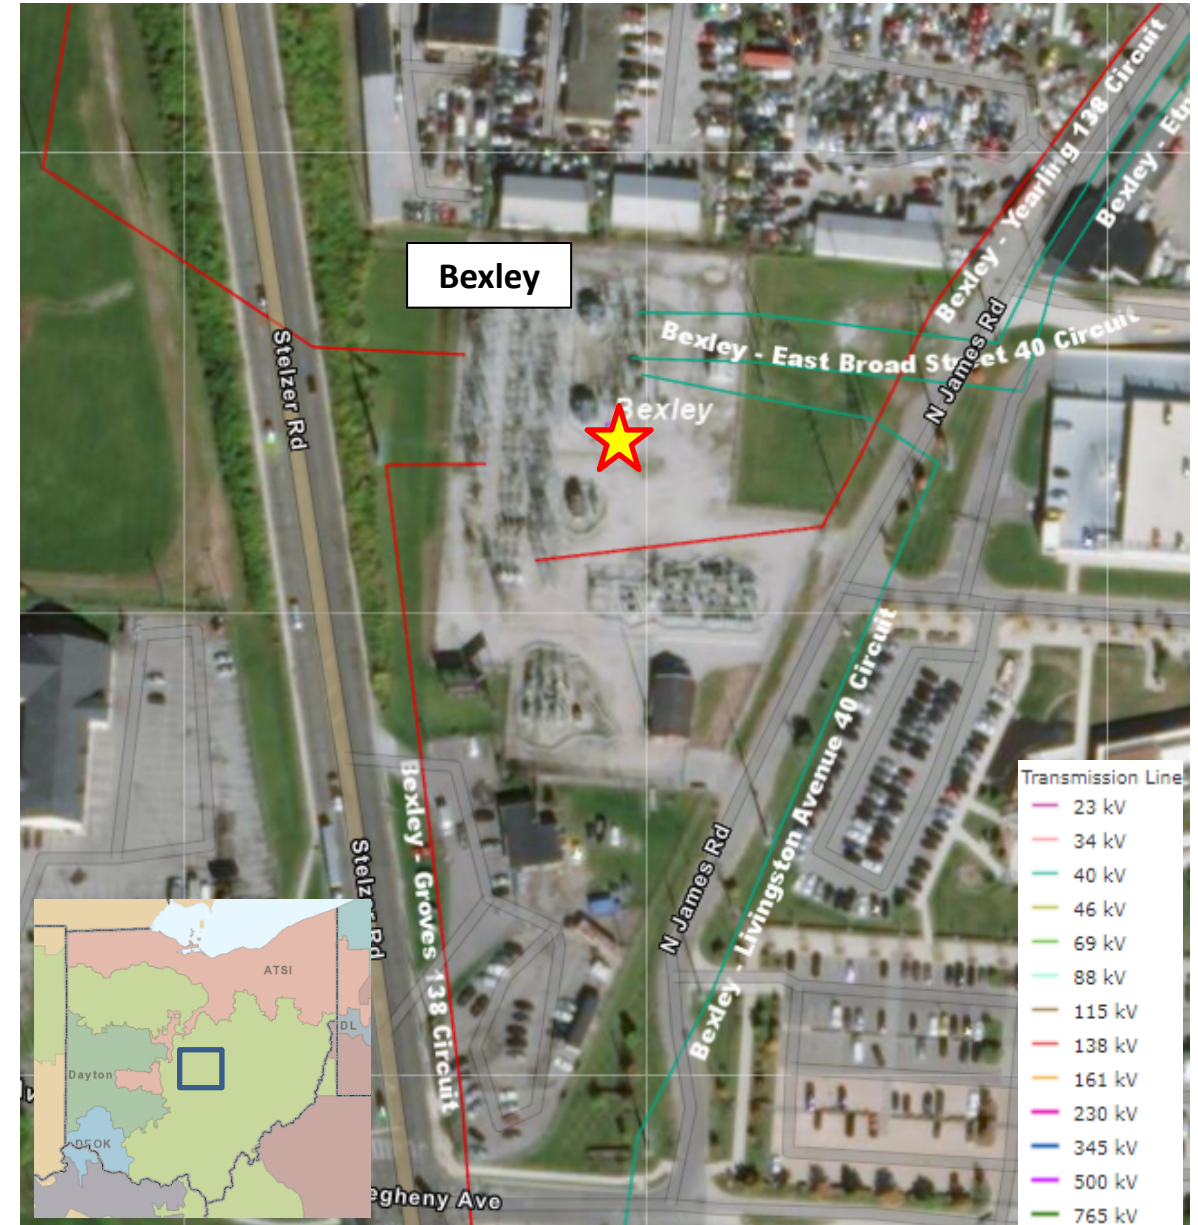 Bexley - Yearling 138 Circuit
Bexley
Stelzer Rd
Bexley - East Broad Street 40 Circuit
N James Rd
Bexley
Bexley - Livingston Avenue 40 Circuit
Bexley - Groves 138 Circuit
N James Rd
Stelzer Rd
Transmission Line
23 kV
34 kV
40 kV
46 kV
69 kV
88 kV
115 kV
138 kV
161 kV
230 kV
345 kV
500 kV
765 kV
ATSI
DL
Dayton
DEOK
egheny Ave